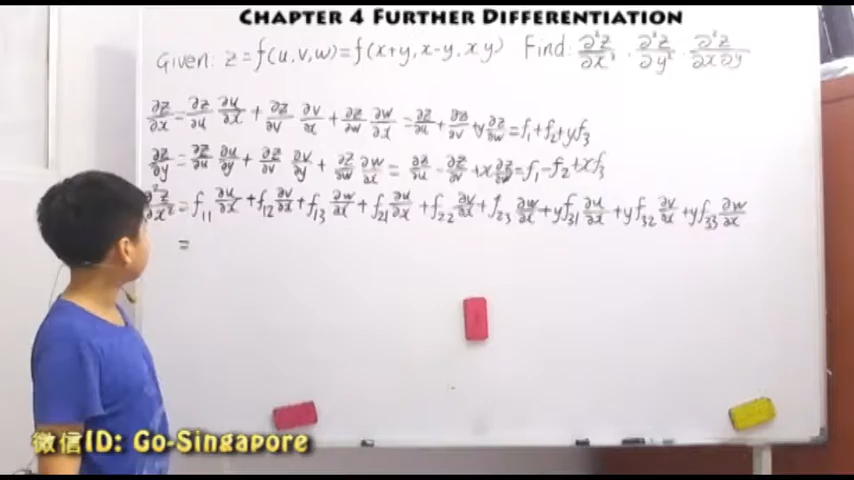 CHAPTER 4 FURTHER DIFFERENTIATION
Given: z = f(u, v, w) = f(x+y, x-y, xy) Find: ∂²z/∂x² · ∂²z/∂y² · ∂²z/∂x∂y
∂z/∂x = ∂z/∂u ∂u/∂x + ∂z/∂v ∂v/∂x + ∂z/∂w ∂w/∂x = ∂z/∂u + ∂z/∂v + y ∂z/∂w = f₁ + f₂ + yf₃
∂z/∂y = ∂z/∂u ∂u/∂y + ∂z/∂v ∂v/∂y + ∂z/∂w ∂w/∂x = ∂z/∂u - ∂z/∂v + x ∂z/∂w = f₁ - f₂ + xf₃
∂²z/∂x² = f₁₁ ∂u/∂x + f₁₂ ∂v/∂x + f₁₃ ∂w/∂x + f₂₁ ∂u/∂x + f₂₂ ∂v/∂x + f₂₃ ∂w/∂x + yf₃₁ ∂u/∂x + yf₃₂ ∂v/∂x + yf₃₃ ∂w/∂x
=
微信ID: Go-Singapore